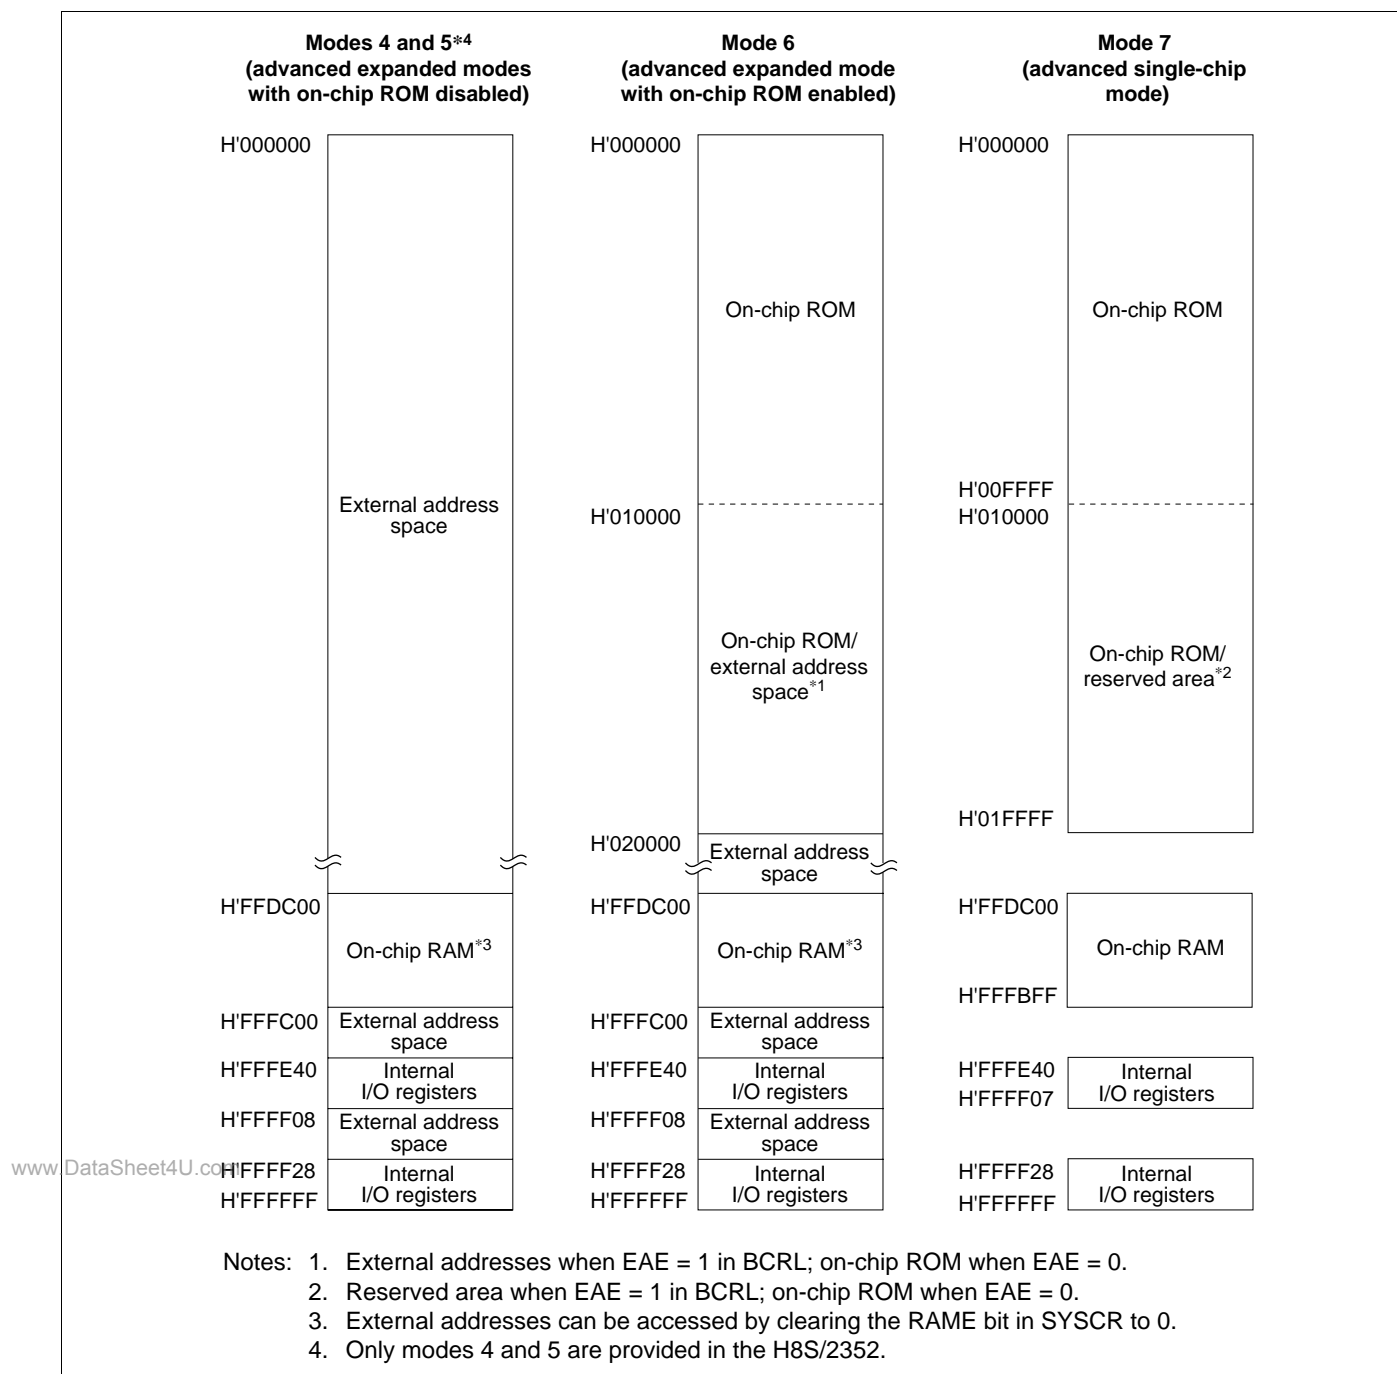 Modes 4 and 5*4
(advanced expanded modes
with on-chip ROM disabled)
H'000000
External address
space
H'FFDC00
On-chip RAM*3
H'FFFC00
External address
space
H'FFFE40
Internal
I/O registers
H'FFFF08
External address
space
H'FFFF28
Internal
I/O registers
H'FFFFFF
Mode 6
(advanced expanded mode
with on-chip ROM enabled)
H'000000
On-chip ROM
H'010000
On-chip ROM/
external address
space*1
H'020000
External address
space
H'FFDC00
On-chip RAM*3
H'FFFC00
External address
space
H'FFFE40
Internal
I/O registers
H'FFFF08
External address
space
H'FFFF28
Internal
I/O registers
H'FFFFFF
Mode 7
(advanced single-chip
mode)
H'000000
On-chip ROM
H'00FFFF
H'010000
On-chip ROM/
reserved area*2
H'01FFFF
H'FFDC00
On-chip RAM
H'FFFBFF
H'FFFE40
Internal
I/O registers
H'FFFF07
H'FFFF28
Internal
I/O registers
H'FFFFFF
www.DataSheet4U.com
Notes: 1. External addresses when EAE = 1 in BCRL; on-chip ROM when EAE = 0.
2. Reserved area when EAE = 1 in BCRL; on-chip ROM when EAE = 0.
3. External addresses can be accessed by clearing the RAME bit in SYSCR to 0.
4. Only modes 4 and 5 are provided in the H8S/2352.